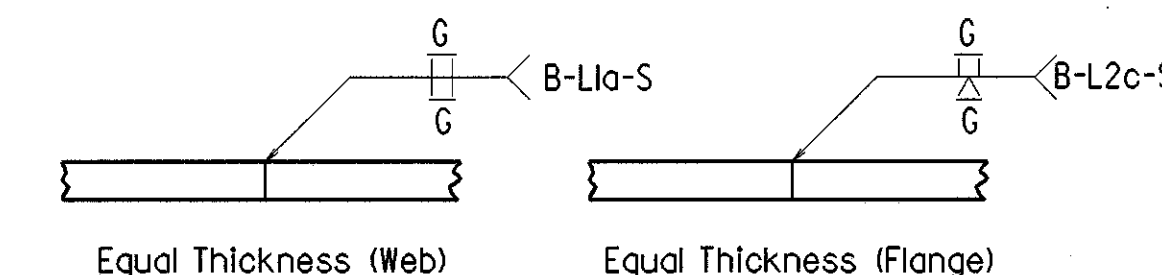 G G
B-L1a-S B-L2c-S
G G
Equal Thickness (Web) Equal Thickness (Flange)